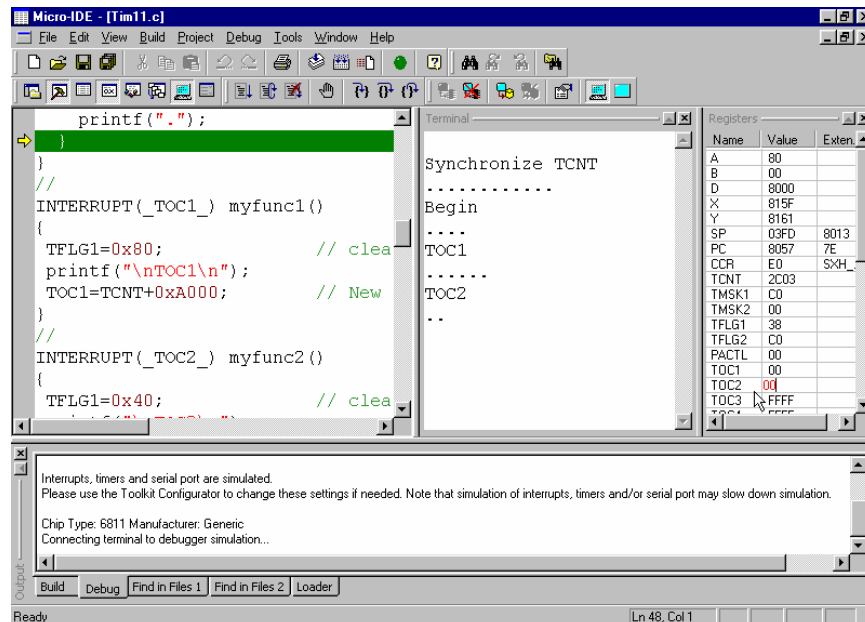 Micro-IDE - [Tim11.c]
File Edit View Build Project Debug Tools Window Help
printf(".");
}
}
//
INTERRUPT(_TOC1_) myfunc1()
{
TFLG1=0x80; // clea
printf("\nTOC1\n");
TOC1=TCNT+0xA000; // New
}
//
INTERRUPT(_TOC2_) myfunc2()
{
TFLG1=0x40; // clea
Terminal
Synchronize TCNT
............
Begin
....
TOC1
......
TOC2
..
Registers
Name Value Exten.
A 80
B 00
D 8000
X 815F
Y 8161
SP 03FD 8013
PC 8057 7E
CCR E0 SXH_
TCNT 2C03
TMSK1 C0
TMSK2 00
TFLG1 38
TFLG2 C0
PACTL 00
TOC1 00
TOC2 00
TOC3 FFFF
Interrupts, timers and serial port are simulated.
Please use the Toolkit Configurator to change these settings if needed. Note that simulation of interrupts, timers and/or serial port may slow down simulation.
Chip Type: 6811 Manufacturer: Generic
Connecting terminal to debugger simulation...
Output
Build Debug Find in Files 1 Find in Files 2 Loader
Ready Ln 48, Col 1